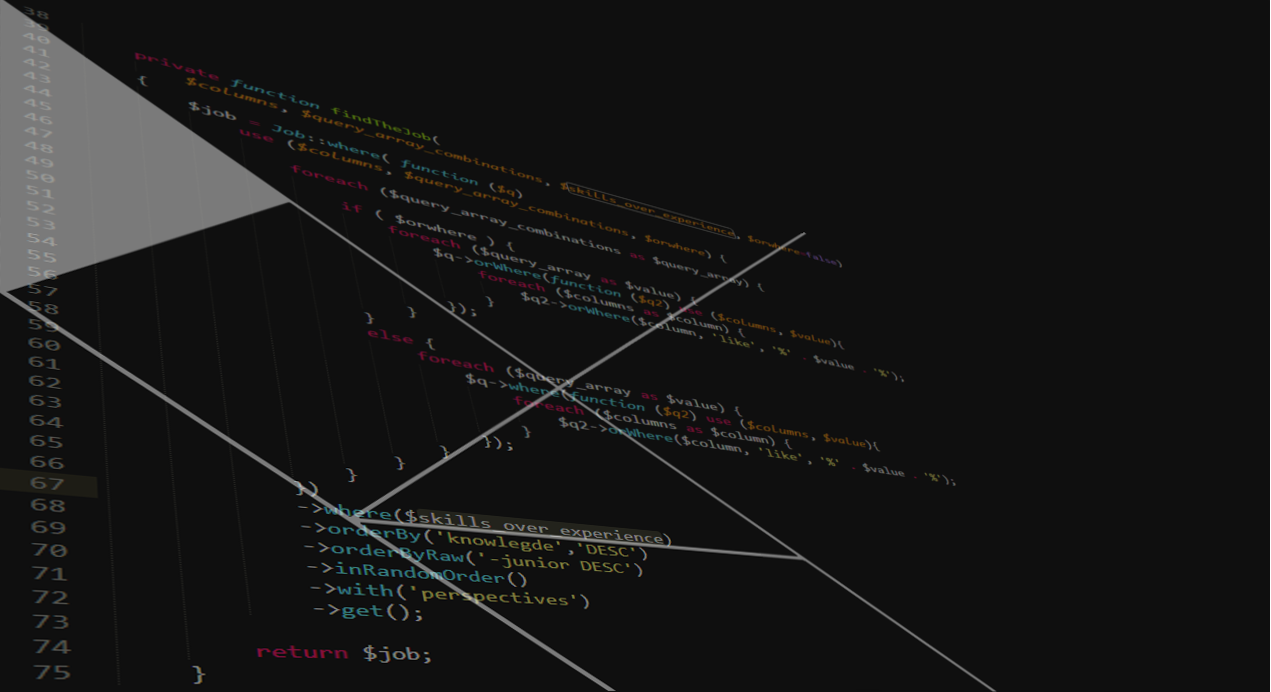 38
39
40
41
42
43
44
45
46
47
48
49
50
51
52
53
54
55
56
57
58
59
60
61
62
63
64
65
66
67
68
69
70
71
72
73
74
75
private function findTheJob(
$columns, $query_array_combinations, $skills_over_experience, $orwhere=false)
{
$job = Job::where( function ($q)
use ($columns, $query_array_combinations, $orwhere) {
foreach ($query_array_combinations as $query_array) {
if ( $orwhere ) {
foreach ($query_array as $value) {
$q->orWhere(function ($q2) use ($columns, $value){
foreach ($columns as $column) {
$q2->orWhere($column, 'like', '%' . $value . '%');
}
});
}
}
else {
foreach ($query_array as $value) {
$q->where(function ($q2) use ($columns, $value){
foreach ($columns as $column) {
$q2->orWhere($column, 'like', '%' . $value . '%');
}
});
}
}
}
})
->where($skills_over_experience)
->orderBy('knowlegde','DESC')
->orderByRaw('-junior DESC')
->inRandomOrder()
->with('perspectives')
->get();
return $job;
}